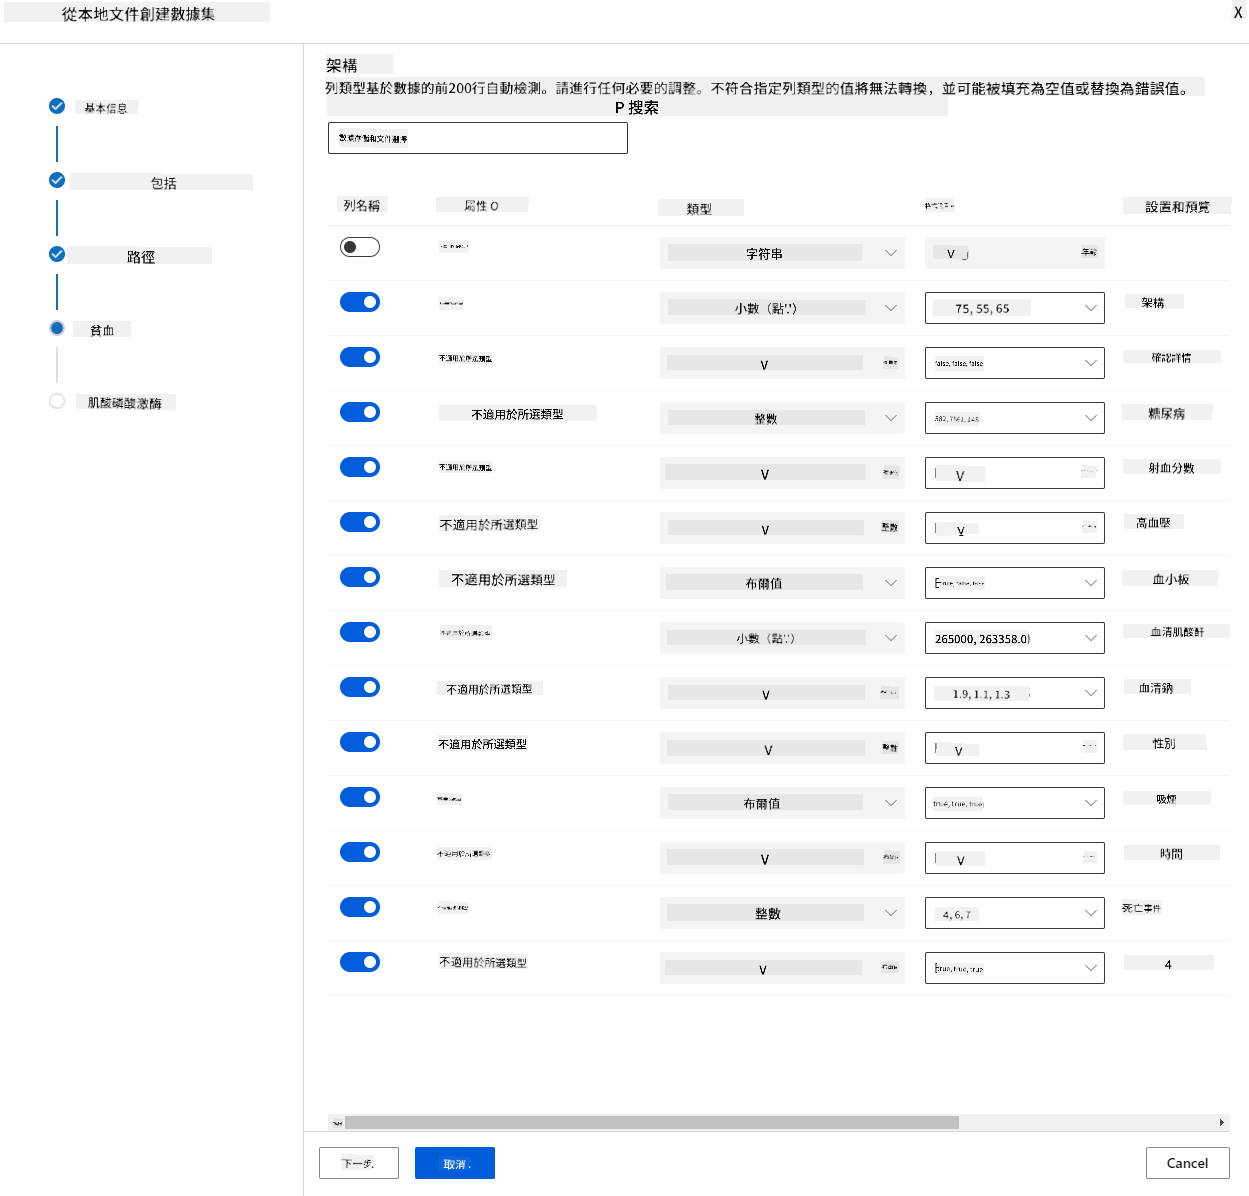 從本地文件創建數據集
X
基本信息
包括
路徑
貧血
肌酸磷酸激酶
架構
列類型基於數據的前200行自動檢測。請進行任何必要的調整。不符合指定列類型的值將無法轉換，並可能被填充為空值或替換為錯誤值。
P 搜索
數據存儲和文件選擇
列名稱 屬性 O 類型 設置和預覽
字符串 V 年齡
小數（點'.'） 75, 55, 65 架構
不適用於所選類型 V false, false, false 確認詳情
不適用於所選類型 整數 582, 7861, 145 糖尿病
不適用於所選類型 V V 射血分數
不適用於所選類型 V 整數 V 高血壓
不適用於所選類型 布爾值 true, false, false 血小板
不適用於所選類型 小數（點'.'） 265000, 263358.0) 血清肌酸酐
不適用於所選類型 V 1.9, 1.1, 1.3 血清鈉
不適用於所選類型 V 整數 V 性別
布爾值 true, true, true 吸煙
不適用於所選類型 V V 時間
整數 4, 6, 7 死亡事件
不適用於所選類型 V true, true, true 4
下一步. 取消 . Cancel